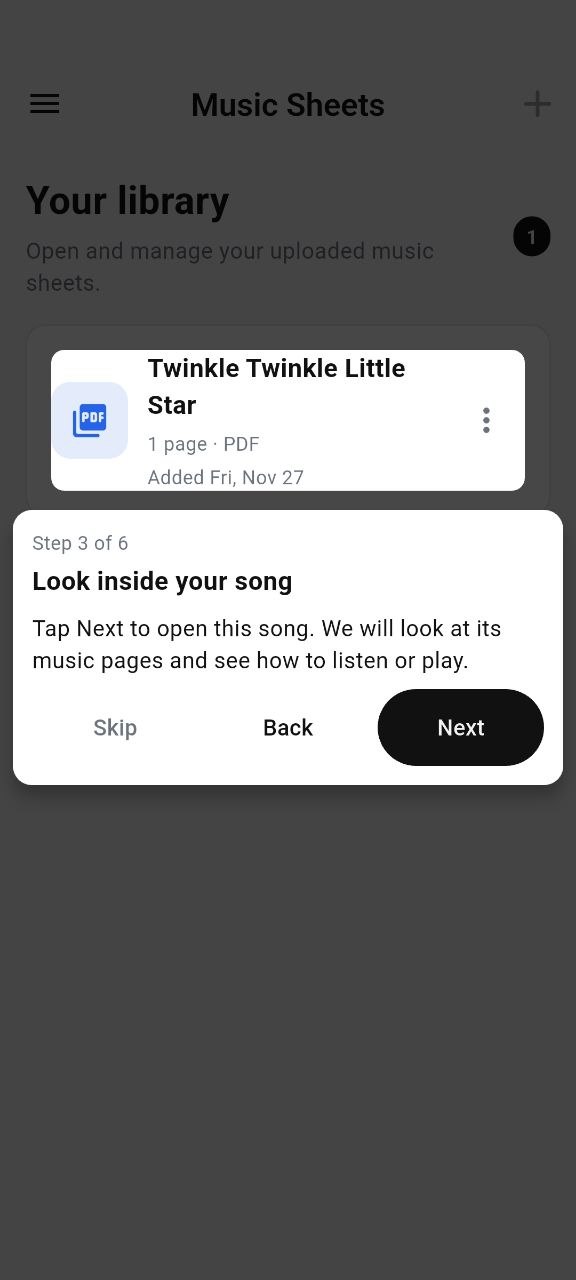 Music Sheets
Your library
Open and manage your uploaded music
sheets.
1
Twinkle Twinkle Little
Star
PDF
1 page · PDF
Added Fri, Nov 27
Step 3 of 6
Look inside your song
Tap Next to open this song. We will look at its
music pages and see how to listen or play.
Skip Back Next